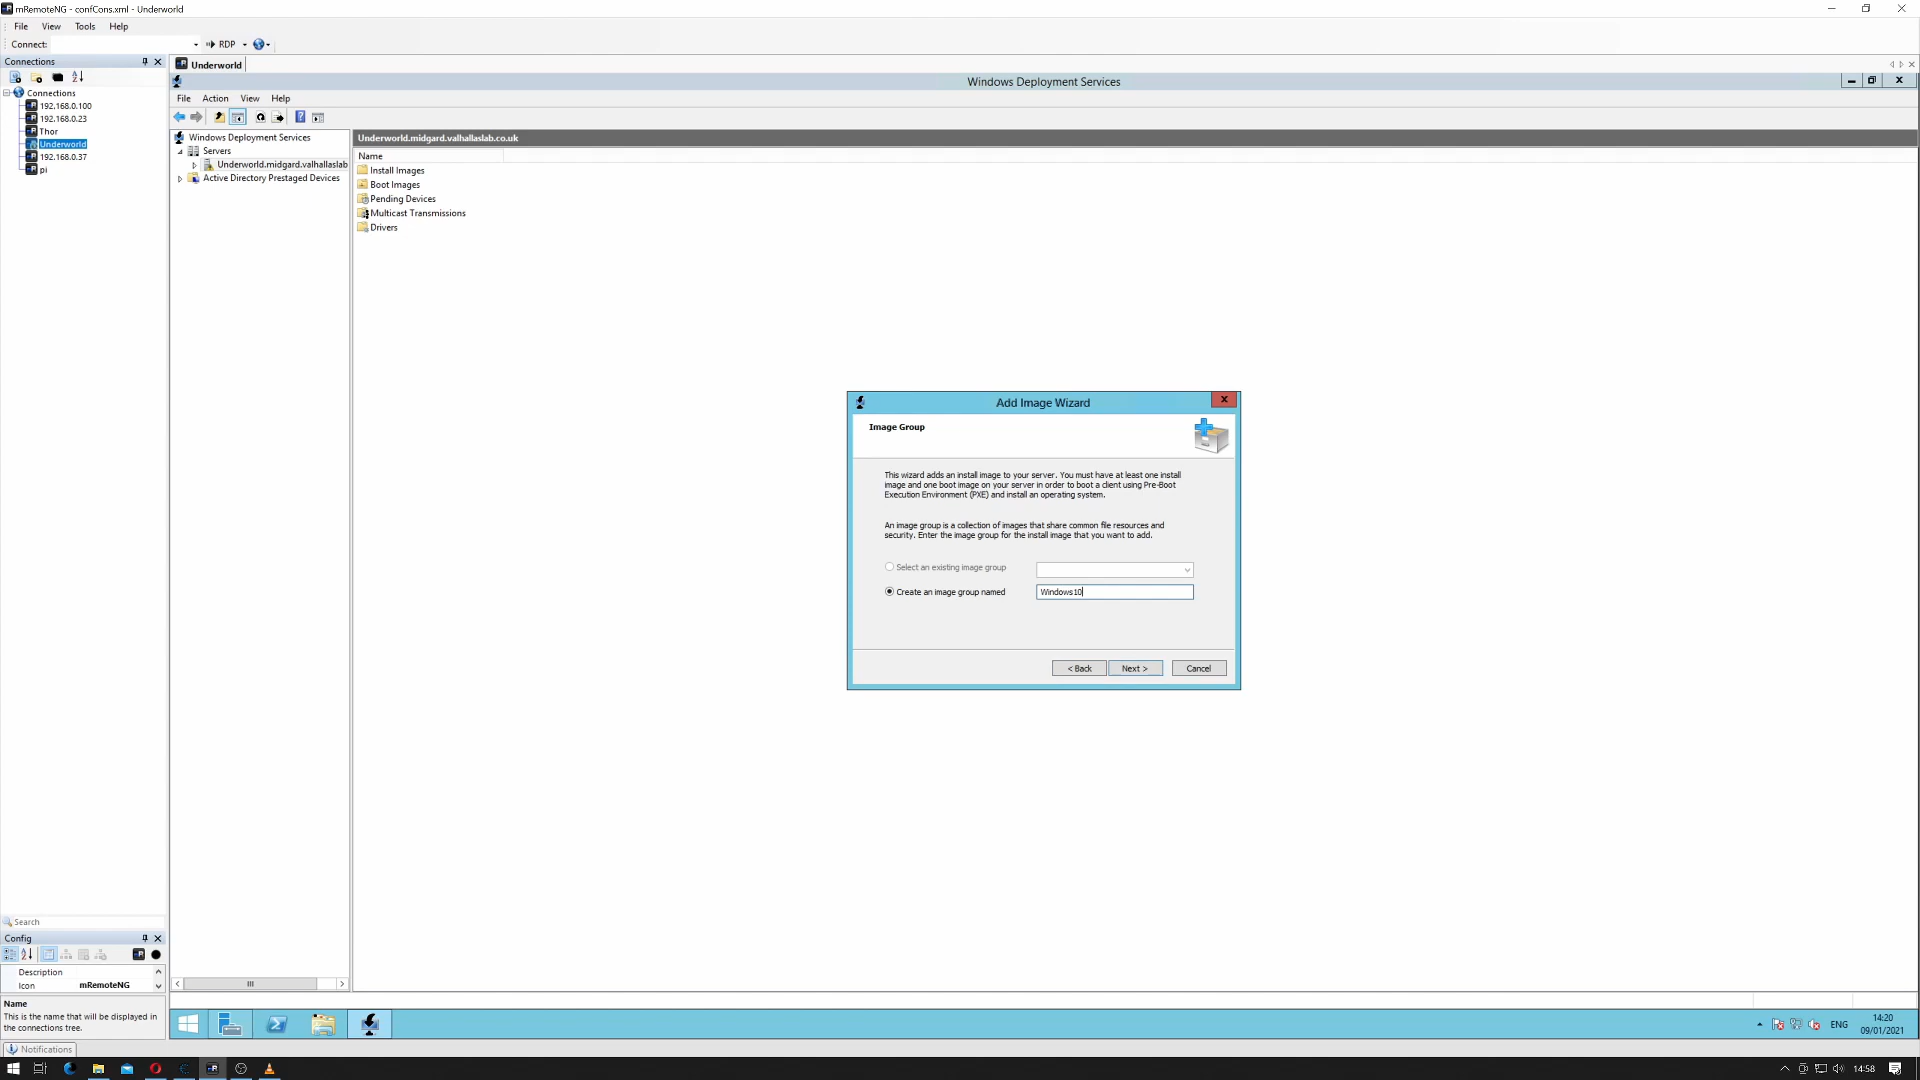 mRemoteNG - confCons.xml - Underworld
File View Tools Help
Connect: RDP
Connections
Connections
192.168.0.100
192.168.0.23
Thor
Underworld
192.168.0.37
pi
Underworld
Windows Deployment Services
File Action View Help
Windows Deployment Services
Servers
Underworld.midgard.valhallaslab
Active Directory Prestaged Devices
Underworld.midgard.valhallaslab.co.uk
Name
Install Images
Boot Images
Pending Devices
Multicast Transmissions
Drivers
Add Image Wizard
Image Group
This wizard adds an install image to your server. You must have at least one install
image and one boot image on your server in order to boot a client using Pre-Boot
Execution Environment (PXE) and install an operating system.
An image group is a collection of images that share common file resources and
security. Enter the image group for the install image that you want to add.
Select an existing image group
Create an image group named Windows10
< Back Next > Cancel
Search
Config
Description
Icon mRemoteNG
Name
This is the name that will be displayed in
the connections tree.
ENG
14:20
09/01/2021
Notifications
14:58